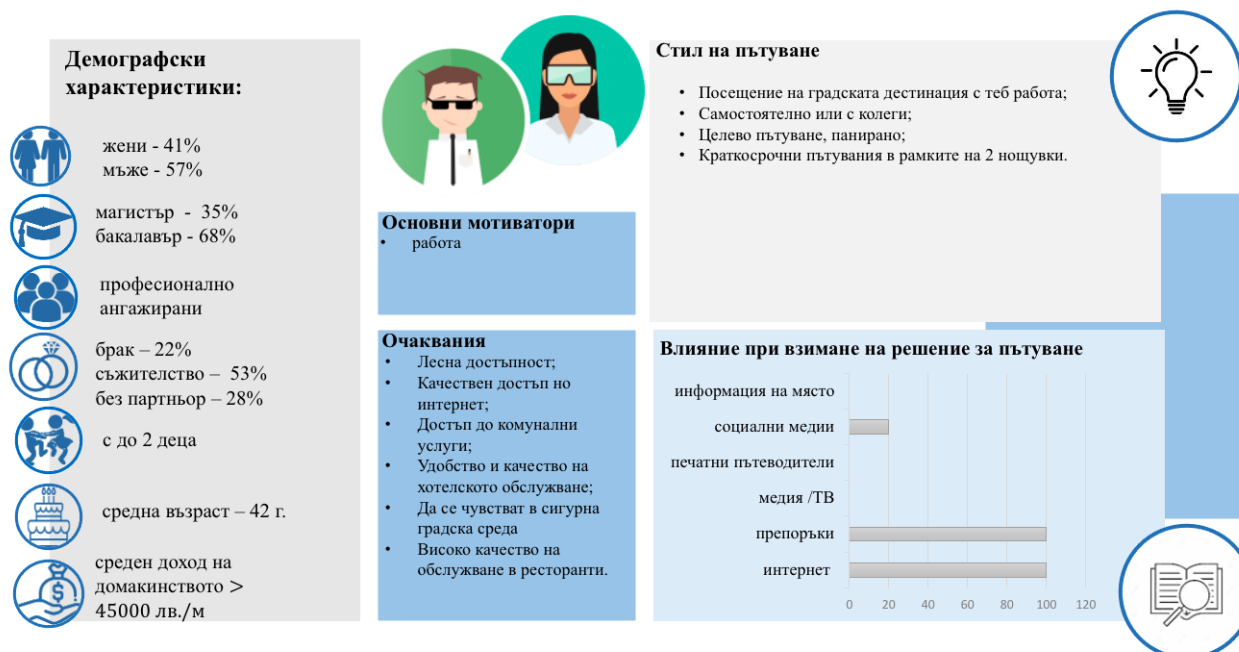 Демографски
характеристики:
жени - 41%
мъже - 57%
магистър - 35%
бакалавър - 68%
професионално
ангажирани
брак – 22%
съжителство – 53%
без партньор – 28%
с до 2 деца
средна възраст – 42 г.
среден доход на
домакинството >
45000 лв./м
Основни мотиватори
• работа
Очаквания
• Лесна достъпност;
• Качествен достъп но
интернет;
• Достъп до комунални
услуги;
• Удобство и качество на
хотелското обслужване;
• Да се чувстват в сигурна
градска среда
• Високо качество на
обслужване в ресторанти.
Стил на пътуване
• Посещение на градската дестинация с теб работа;
• Самостоятелно или с колеги;
• Целево пътуване, панирано;
• Краткосрочни пътувания в рамките на 2 нощувки.
Влияние при взимане на решение за пътуване
информация на място
социални медии
печатни пътеводители
медия /ТВ
препоръки
интернет
0 20 40 60 80 100 120
$